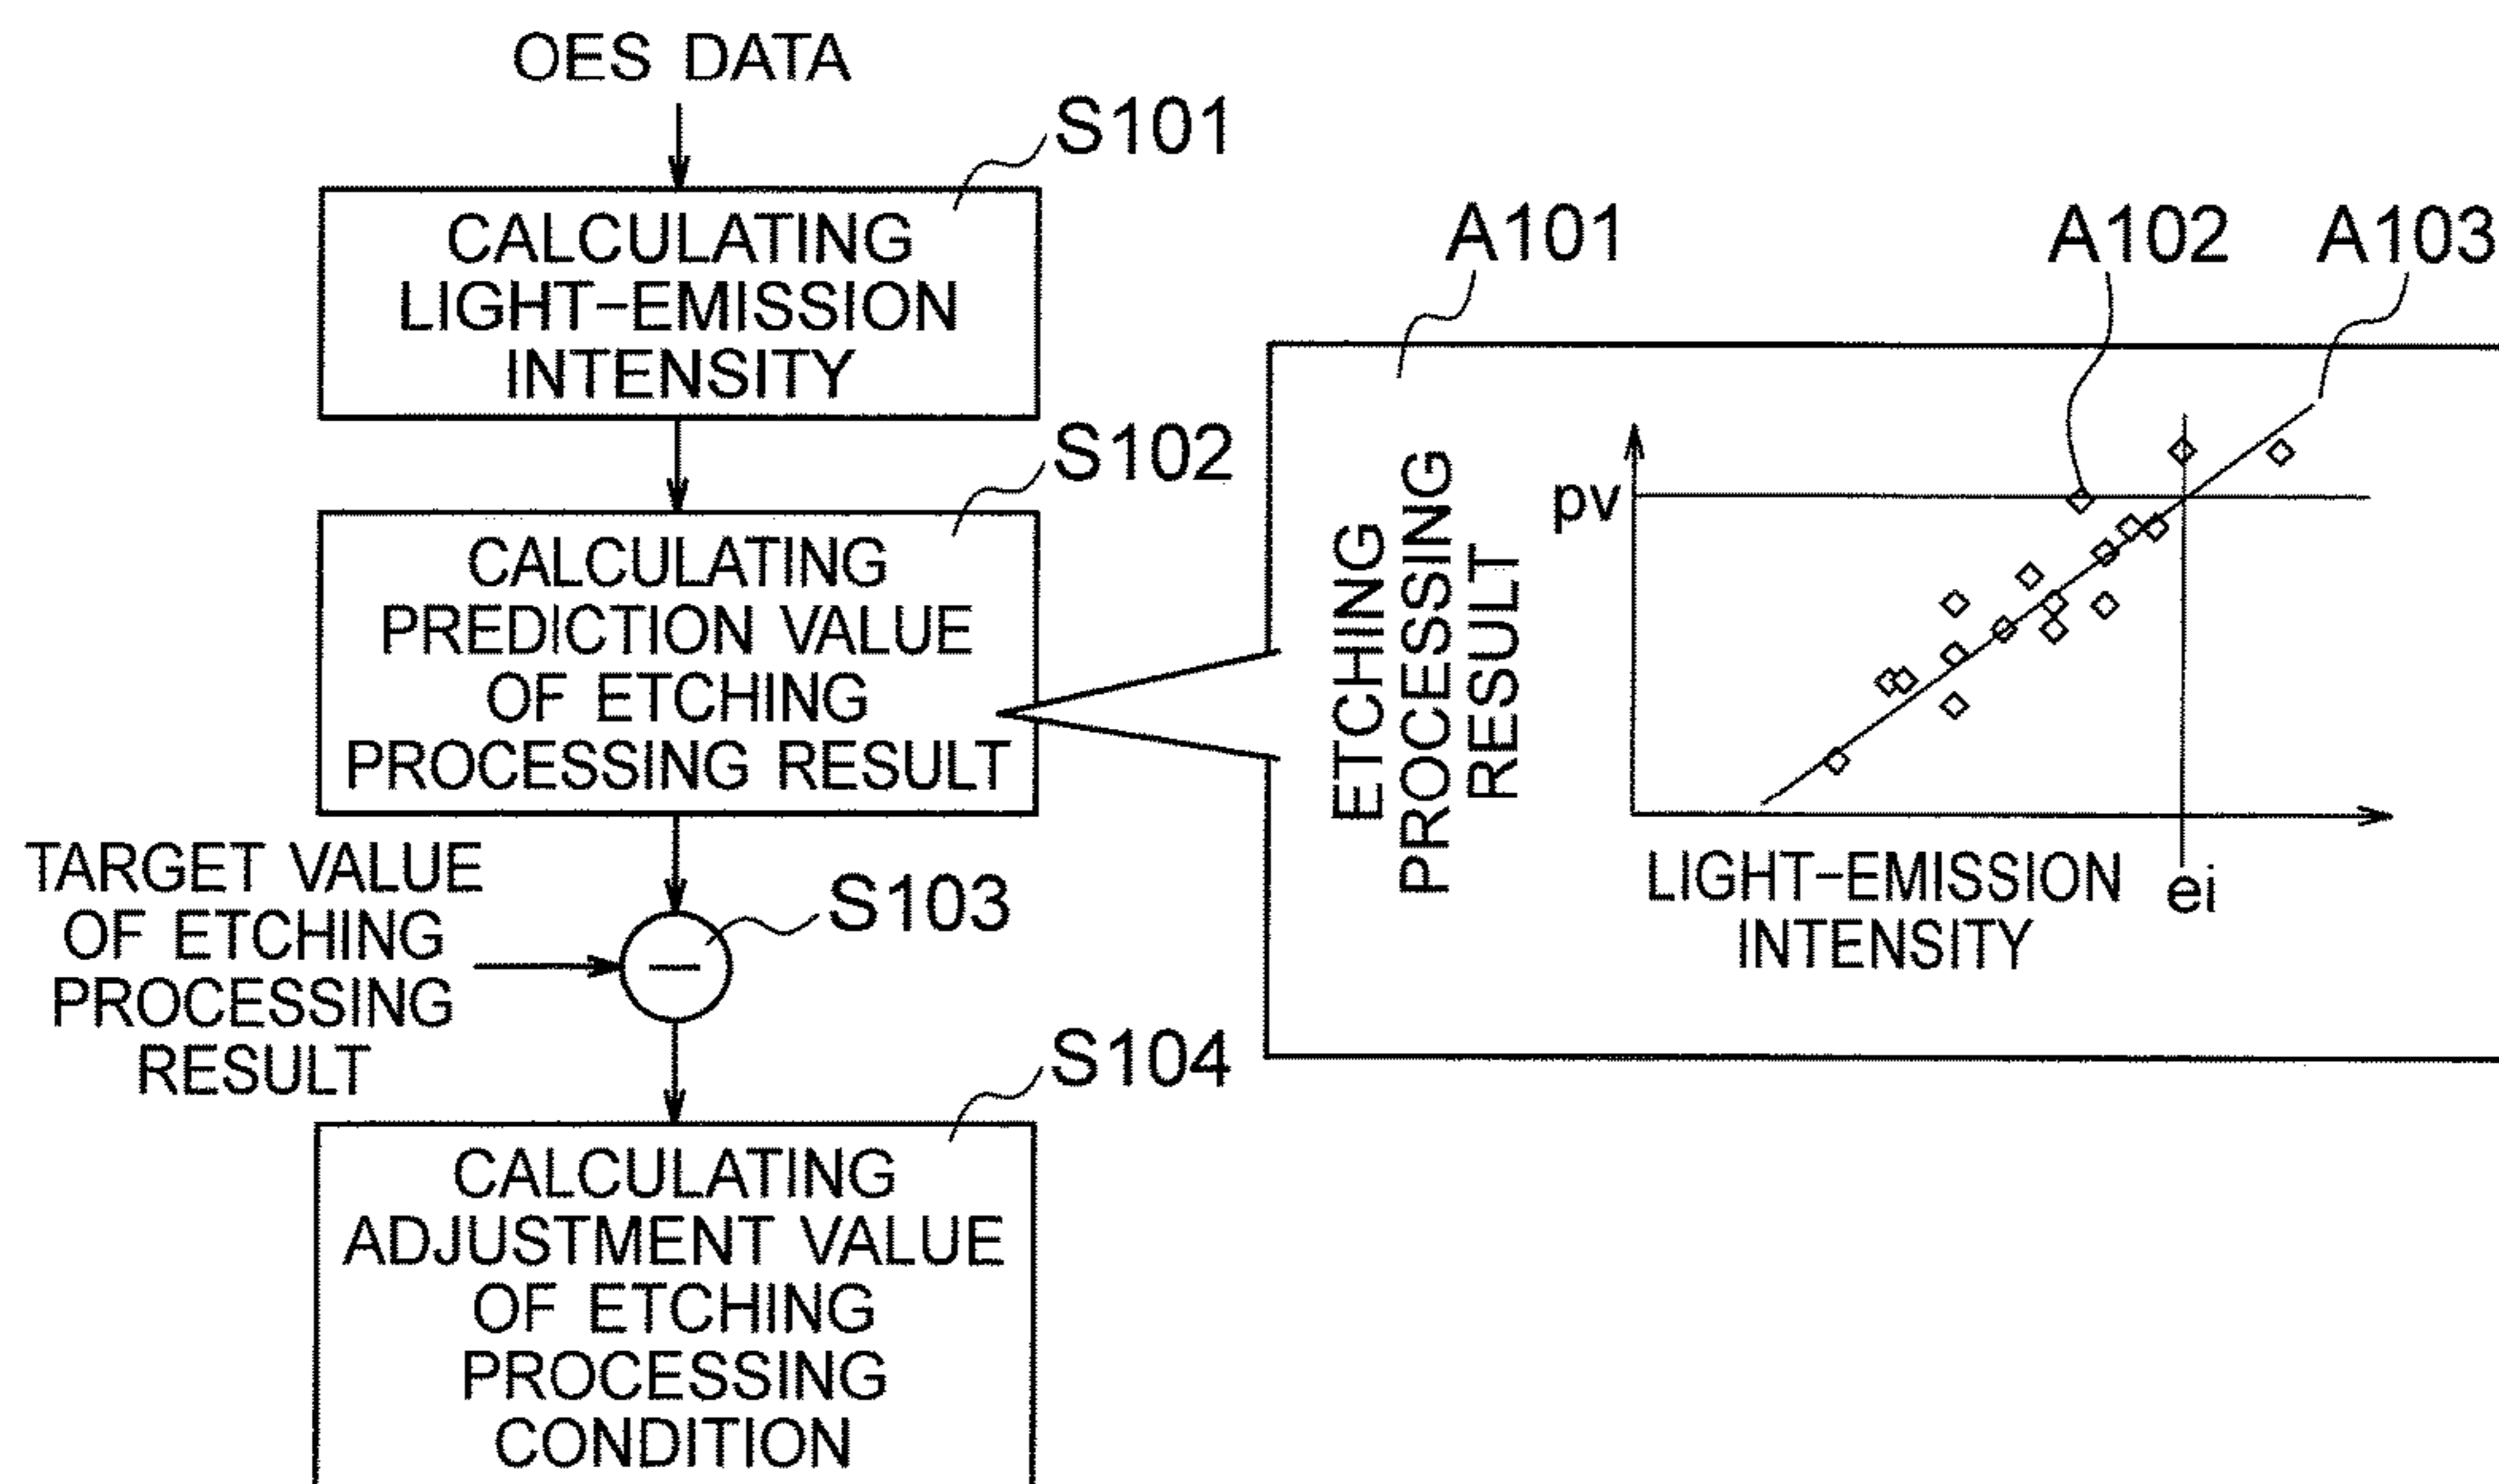 OES DATA
S101
CALCULATING
LIGHT-EMISSION
INTENSITY
S102
CALCULATING
PREDICTION VALUE
OF ETCHING
PROCESSING RESULT
TARGET VALUE
OF ETCHING
PROCESSING
RESULT
S103
—
S104
CALCULATING
ADJUSTMENT VALUE
OF ETCHING
PROCESSING
CONDITION
A101
A102
A103
ETCHING
PROCESSING
RESULT
pv
LIGHT-EMISSION
INTENSITY
ei